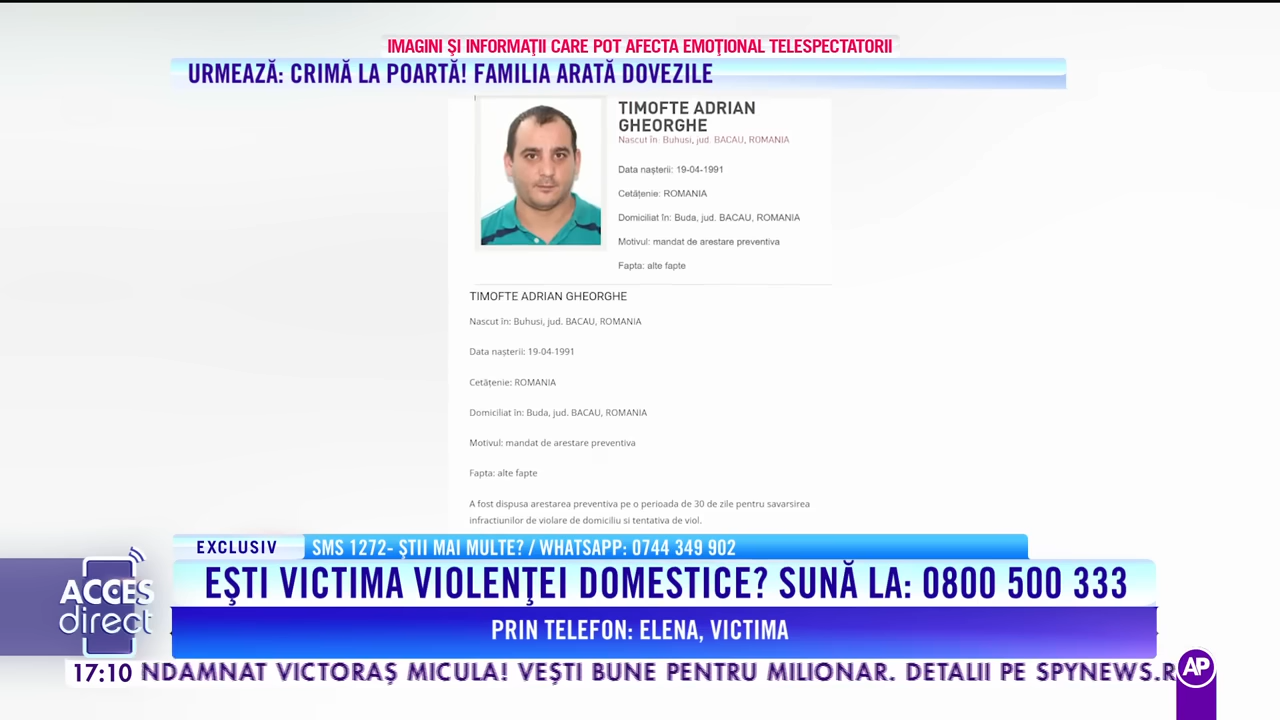 IMAGINI ŞI INFORMAŢII CARE POT AFECTA EMOŢIONAL TELESPECTATORII
URMEAZĂ: CRIMĂ LA POARTĂ! FAMILIA ARATĂ DOVEZILE
TIMOFTE ADRIAN
GHEORGHE
Nascut în: Buhusi, jud. BACAU, ROMANIA
Data nașterii: 19-04-1991
Cetățenie: ROMANIA
Domiciliat în: Buda, jud. BACAU, ROMANIA
Motivul: mandat de arestare preventiva
Fapta: alte fapte
TIMOFTE ADRIAN GHEORGHE
Nascut în: Buhusi, jud. BACAU, ROMANIA
Data nașterii: 19-04-1991
Cetățenie: ROMANIA
Domiciliat în: Buda, jud. BACAU, ROMANIA
Motivul: mandat de arestare preventiva
Fapta: alte fapte
A fost dispusa arestarea preventiva pe o perioada de 30 de zile pentru savarsirea
infractiunilor de violare de domiciliu si tentativa de viol.
EXCLUSIV SMS 1272- ŞTII MAI MULTE? / WHATSAPP: 0744 349 902
EŞTI VICTIMA VIOLENŢEI DOMESTICE? SUNĂ LA: 0800 500 333
ACCES
direct
PRIN TELEFON: ELENA, VICTIMA
17:10 NDAMNAT VICTORAȘ MICULA! VEȘTI BUNE PENTRU MILIONAR. DETALII PE SPYNEWS.R
AP